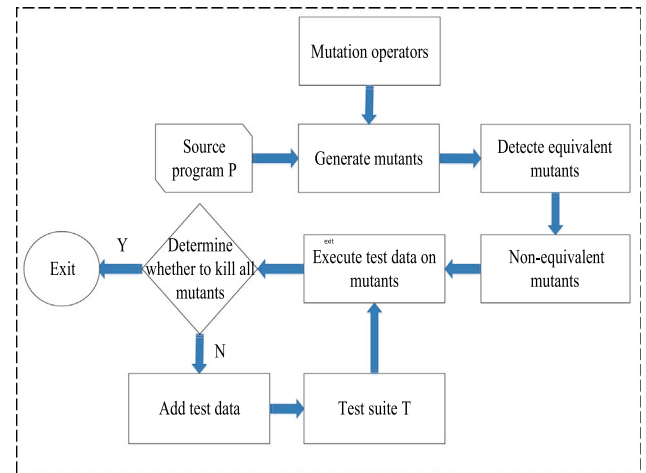 Mutation operators
Source
program P
Generate mutants
Detecte equivalent
mutants
Y
Exit
Determine
whether to kill all
mutants
exit
Execute test data on
mutants
Non-equivalent
mutants
N
Add test data
Test suite T